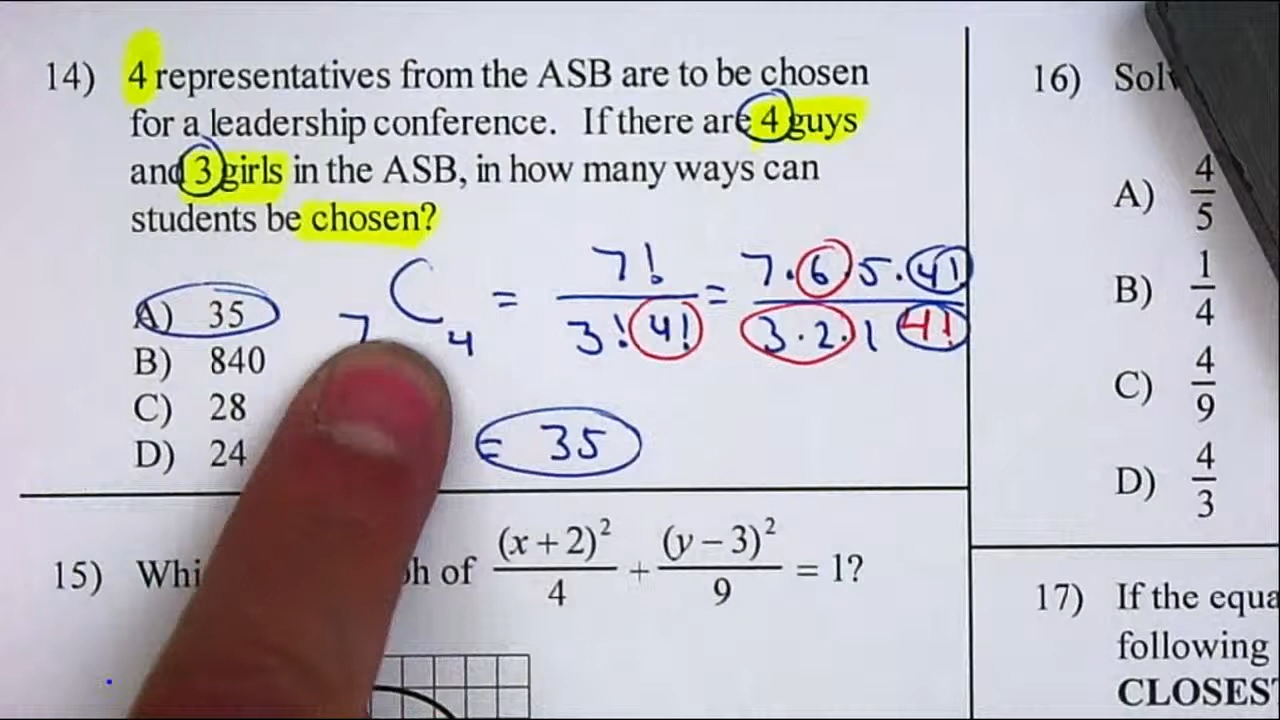 14) 4 representatives from the ASB are to be chosen
for a leadership conference. If there are 4 guys
and 3 girls in the ASB, in how many ways can
students be chosen?
7 C 4 = 7! / 3! 4! = 7 · 6 · 5 · 4! / 3 · 2 · 1 4!
A) 35
B) 840
C) 28
D) 24
= 35
15) Whi h of (x + 2)² / 4 + (y − 3)² / 9 = 1?
16) Solv
A) 4/5
B) 1/4
C) 4/9
D) 4/3
17) If the equa
following
CLOSEST